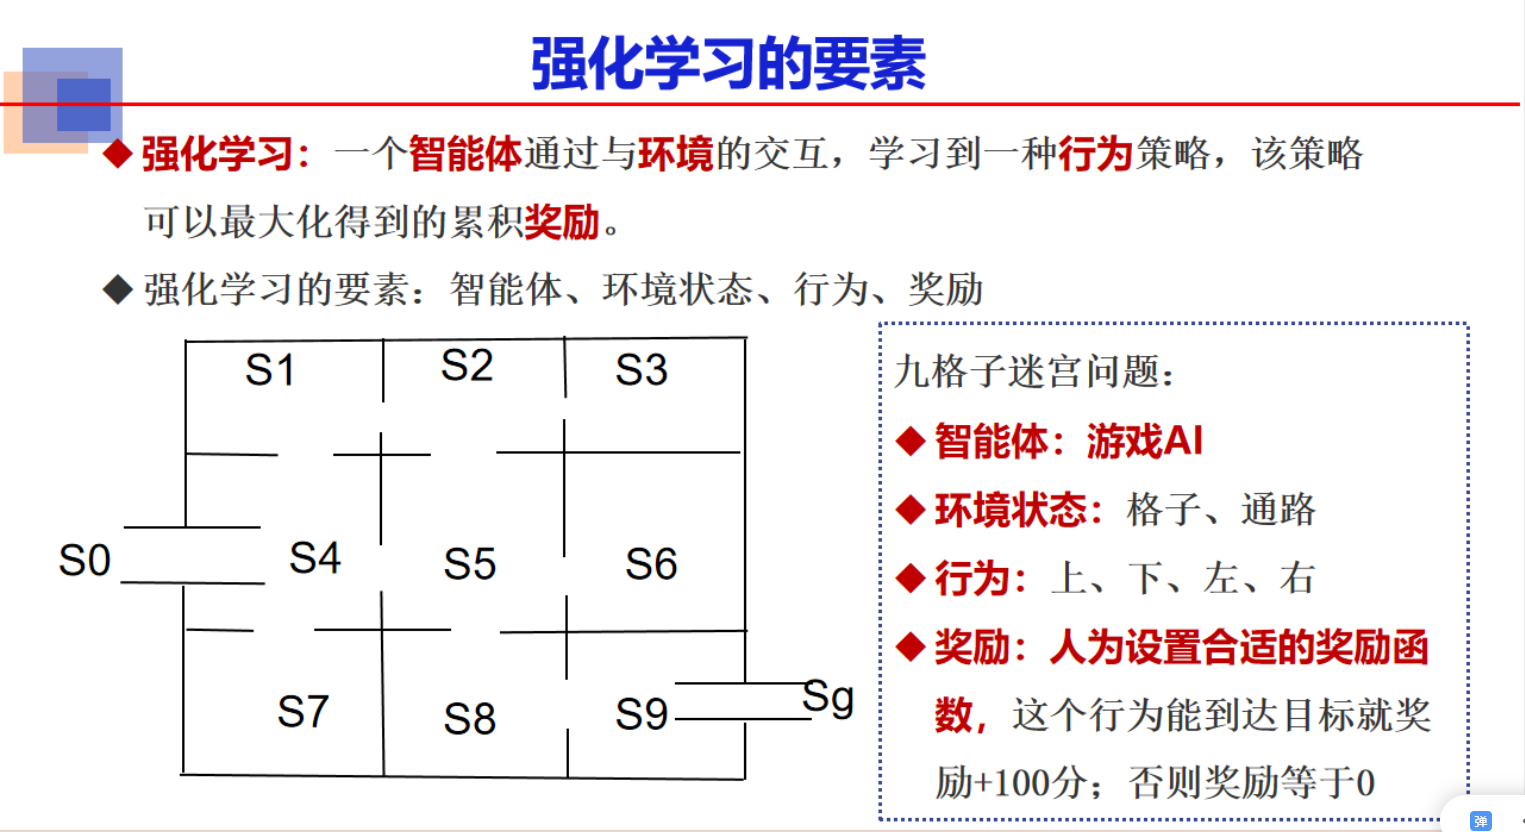 强化学习的要素
强化学习：一个智能体通过与环境的交互，学习到一种行为策略，该策略
可以最大化得到的累积奖励。
强化学习的要素：智能体、环境状态、行为、奖励
S1 S2 S3
S0 S4 S5 S6
S7 S8 S9 Sg
九格子迷宫问题：
智能体：游戏AI
环境状态：格子、通路
行为：上、下、左、右
奖励：人为设置合适的奖励函
数，这个行为能到达目标就奖
励+100分；否则奖励等于0
弹